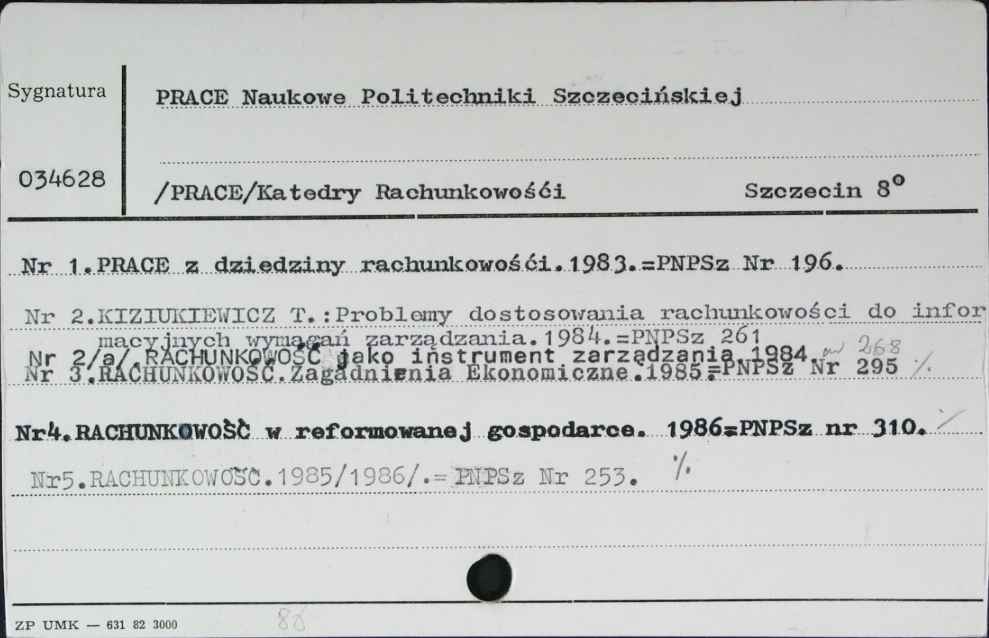 Sygnatura
PRACE Naukowe Politechniki Szczecińskiej
034628
/PRACE/Katedry Rachunkowośći Szczecin 8°
Nr 1.PRACE z dziedziny rachunkowośći.1983.=PNPSz Nr 196.
Nr 2.KIZIUKIEWICZ T.:Problemy dostosowania rachunkowości do infor
macyjnych wymagań zarządzania.1984.=PNPSz 261
Nr 2/a/.RACHUNKOWOŚĆ jako instrument zarządzania.1984. nr 268
Nr 3.RACHUNKOWOŚĆ.Zagadnienia Ekonomiczne.1985.=PNPSz Nr 295 %
Nr4.RACHUNKOWOŚĆ w reformowanej gospodarce. 1986=PNPSz nr 310. %
Nr5.RACHUNKOWOŚĆ.1985/1986/.= PNPSz Nr 253. %
ZP UMK — 631 82 3000